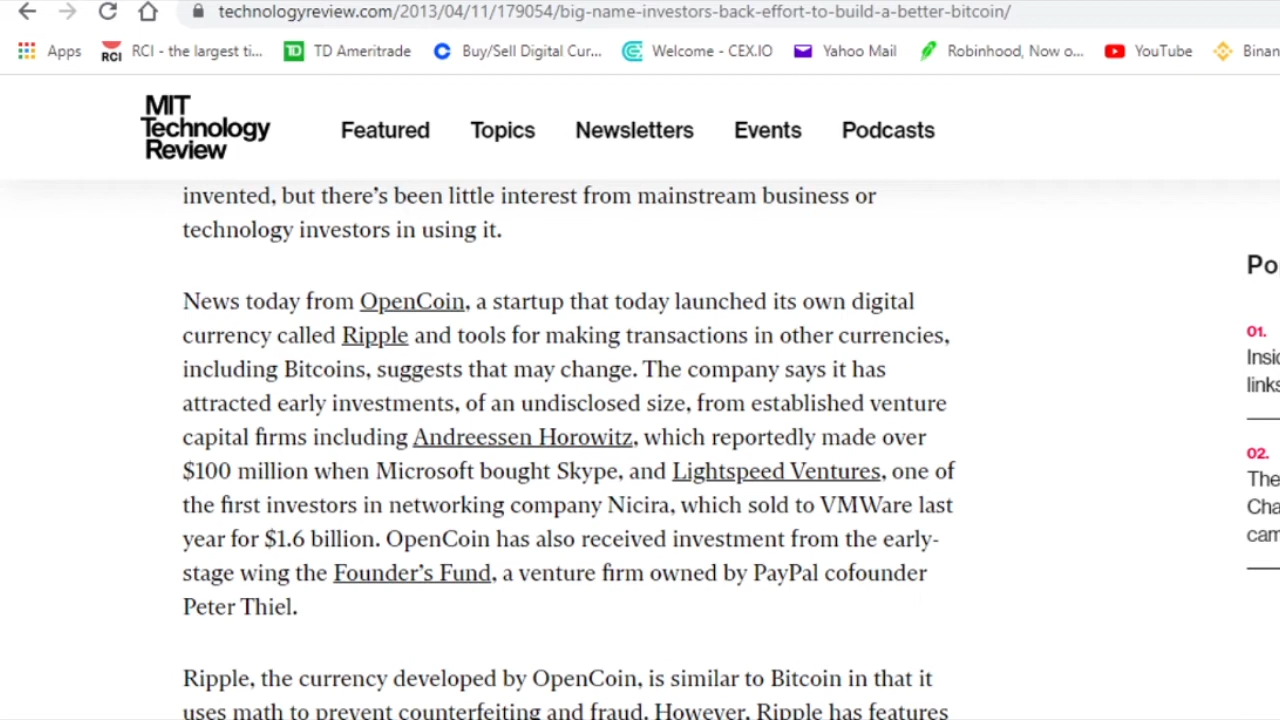 technologyreview.com/2013/04/11/179054/big-name-investors-back-effort-to-build-a-better-bitcoin/
Apps RCI - the largest ti... TD Ameritrade Buy/Sell Digital Cur... Welcome - CEX.IO Yahoo Mail Robinhood, Now o... YouTube Binan
MIT
Technology
Review
Featured Topics Newsletters Events Podcasts
invented, but there’s been little interest from mainstream business or
technology investors in using it.
News today from OpenCoin, a startup that today launched its own digital
currency called Ripple and tools for making transactions in other currencies,
including Bitcoins, suggests that may change. The company says it has
attracted early investments, of an undisclosed size, from established venture
capital firms including Andreessen Horowitz, which reportedly made over
$100 million when Microsoft bought Skype, and Lightspeed Ventures, one of
the first investors in networking company Nicira, which sold to VMWare last
year for $1.6 billion. OpenCoin has also received investment from the early-
stage wing the Founder’s Fund, a venture firm owned by PayPal cofounder
Peter Thiel.
Ripple, the currency developed by OpenCoin, is similar to Bitcoin in that it
uses math to prevent counterfeiting and fraud. However, Ripple has features
Po
01.
Insi
links
02.
The
Cha
cam